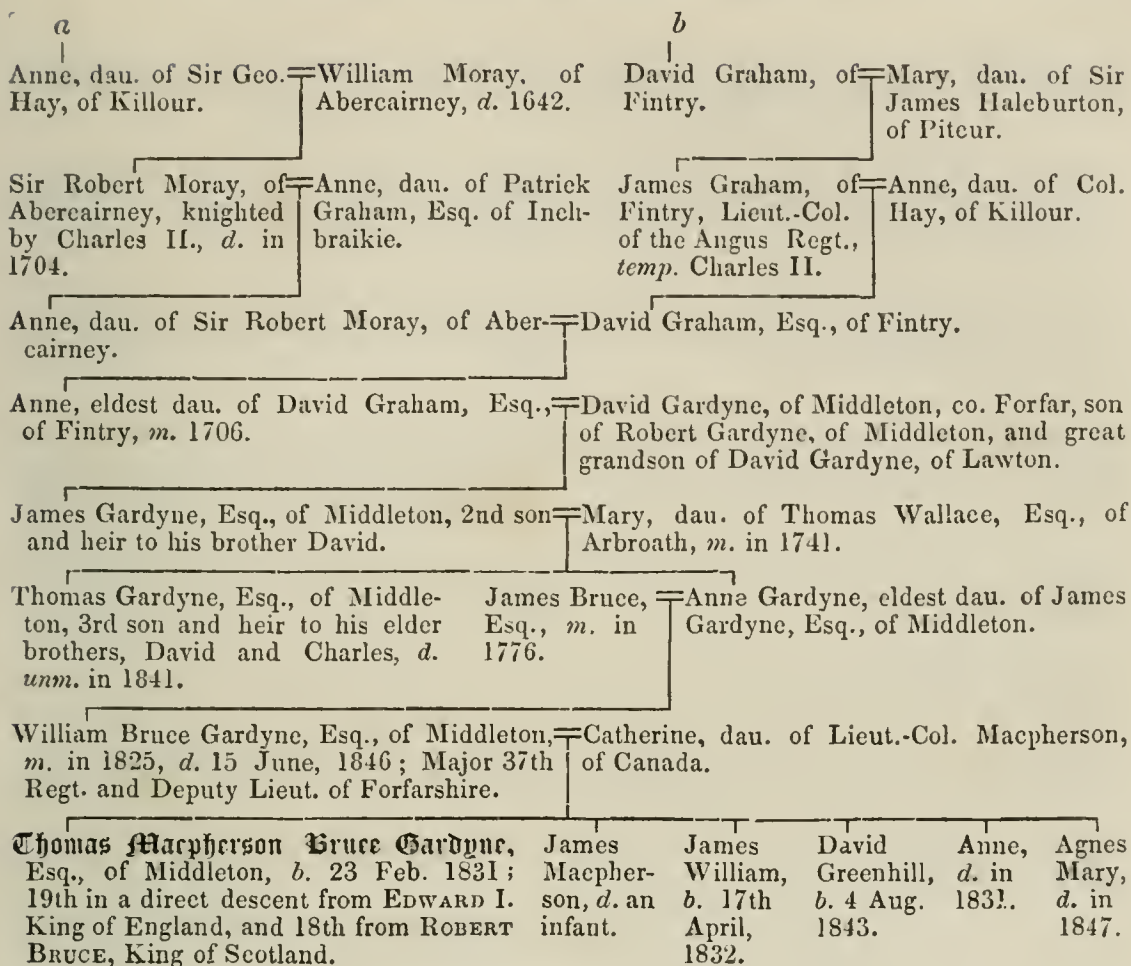 a
b
Anne, dau. of Sir Geo.
Hay, of Killour.
William Moray, of
Abercairney, d. 1642.
David Graham, of
Fintry.
Mary, dau. of Sir
James Haleburton,
of Piteur.
Sir Robert Moray, of
Abercairney, knighted
by Charles II., d. in
1704.
Anne, dau. of Patrick
Graham, Esq. of Inch-
braikie.
James Graham, of
Fintry, Lieut.-Col.
of the Angus Regt.,
temp. Charles II.
Anne, dau. of Col.
Hay, of Killour.
Anne, dau. of Sir Robert Moray, of Aber-
cairney.
David Graham, Esq., of Fintry.
Anne, eldest dau. of David Graham, Esq.,
of Fintry, m. 1706.
David Gardyne, of Middleton, co. Forfar, son
of Robert Gardyne, of Middleton, and great
grandson of David Gardyne, of Lawton.
James Gardyne, Esq., of Middleton, 2nd son
and heir to his brother David.
Mary, dau. of Thomas Wallace, Esq., of
Arbroath, m. in 1741.
Thomas Gardyne, Esq., of Middle-
ton, 3rd son and heir to his elder
brothers, David and Charles, d.
unm. in 1841.
James Bruce,
Esq., m. in
1776.
Anne Gardyne, eldest dau. of James
Gardyne, Esq., of Middleton.
William Bruce Gardyne, Esq., of Middleton,
m. in 1825, d. 15 June, 1846; Major 37th
Regt. and Deputy Lieut. of Forfarshire.
Catherine, dau. of Lieut.-Col. Macpherson,
of Canada.
Thomas Macpherson Bruce Gardyne,
Esq., of Middleton, b. 23 Feb. 1831;
19th in a direct descent from EDWARD I.
King of England, and 18th from ROBERT
BRUCE, King of Scotland.
James
Macpher-
son, d. an
infant.
James
William,
b. 17th
April,
1832.
David
Greenhill,
b. 4 Aug.
1843.
Anne,
d. in
1831.
Agnes
Mary,
d. in
1847.